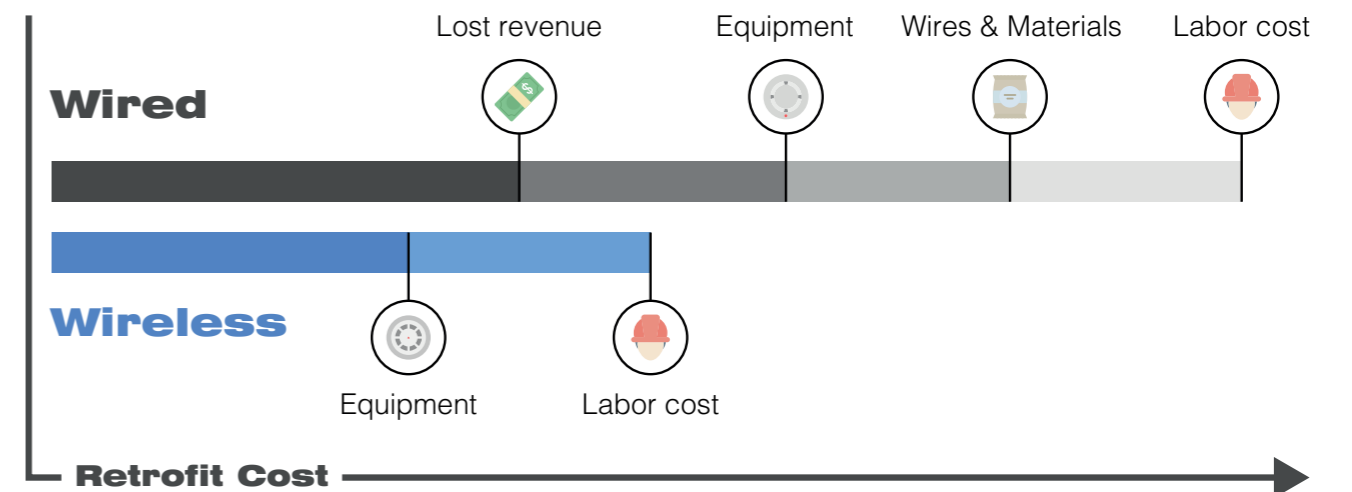 Lost revenue
Equipment
Wires & Materials
Labor cost
Wired
Wireless
Equipment
Labor cost
Retrofit Cost